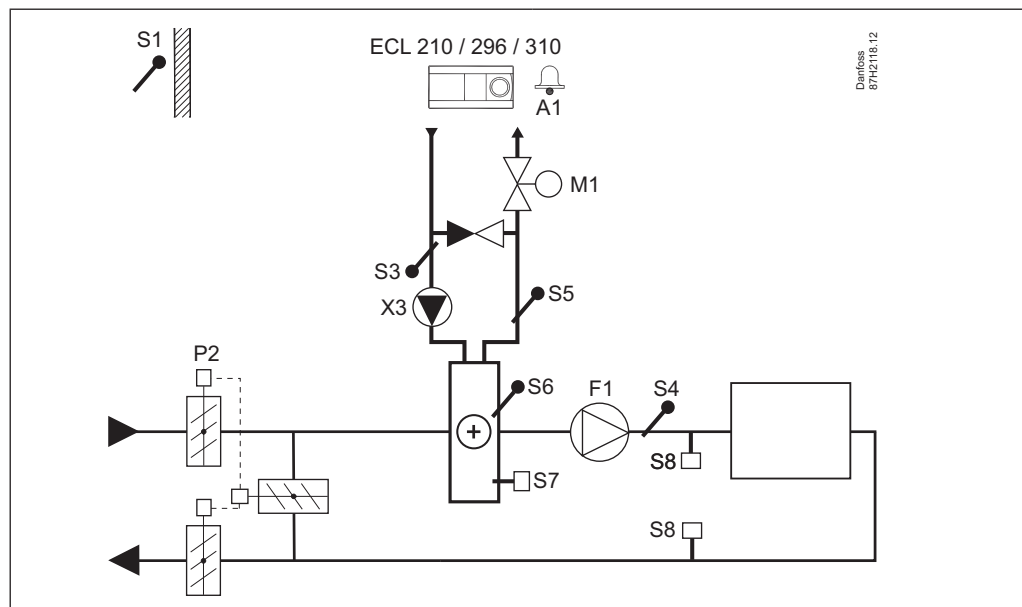 S1
ECL 210 / 296 / 310
A1
Danfoss
87H2118.12
M1
S3
S5
X3
P2
S6
F1
S4
S8
S7
S8